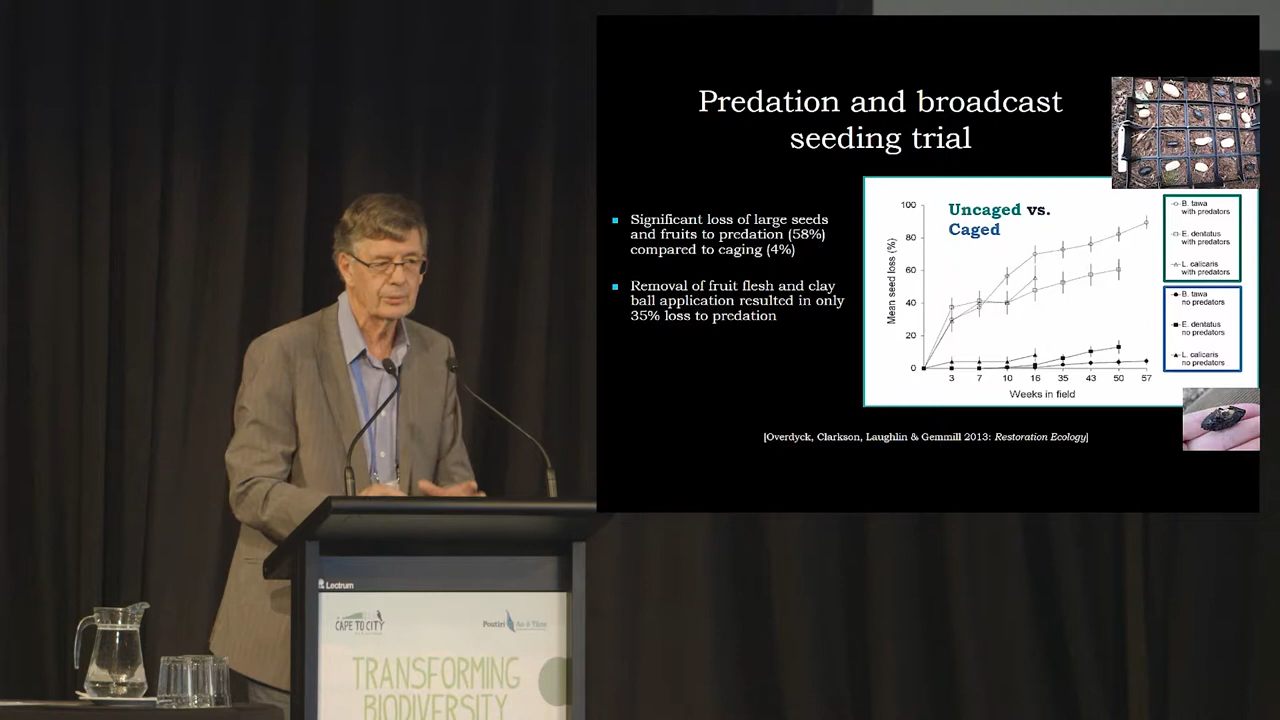 Predation and broadcast
seeding trial
Significant loss of large seeds
and fruits to predation (58%)
compared to caging (4%)
Removal of fruit flesh and clay
ball application resulted in only
35% loss to predation
Uncaged vs.
Caged
Mean seed loss (%)
100
80
60
40
20
0
3 7 10 16 35 43 50 57
Weeks in field
B. tawa
with predators
E. dentatus
with predators
L. calicaris
with predators
B. tawa
no predators
E. dentatus
no predators
L. calicaris
no predators
[Overdyck, Clarkson, Laughlin & Gemmill 2013: Restoration Ecology]
Lectrum
CAPE TO CITY
Poutiri Ao ō Tāne
TRANSFORMING
BIODIVERSITY